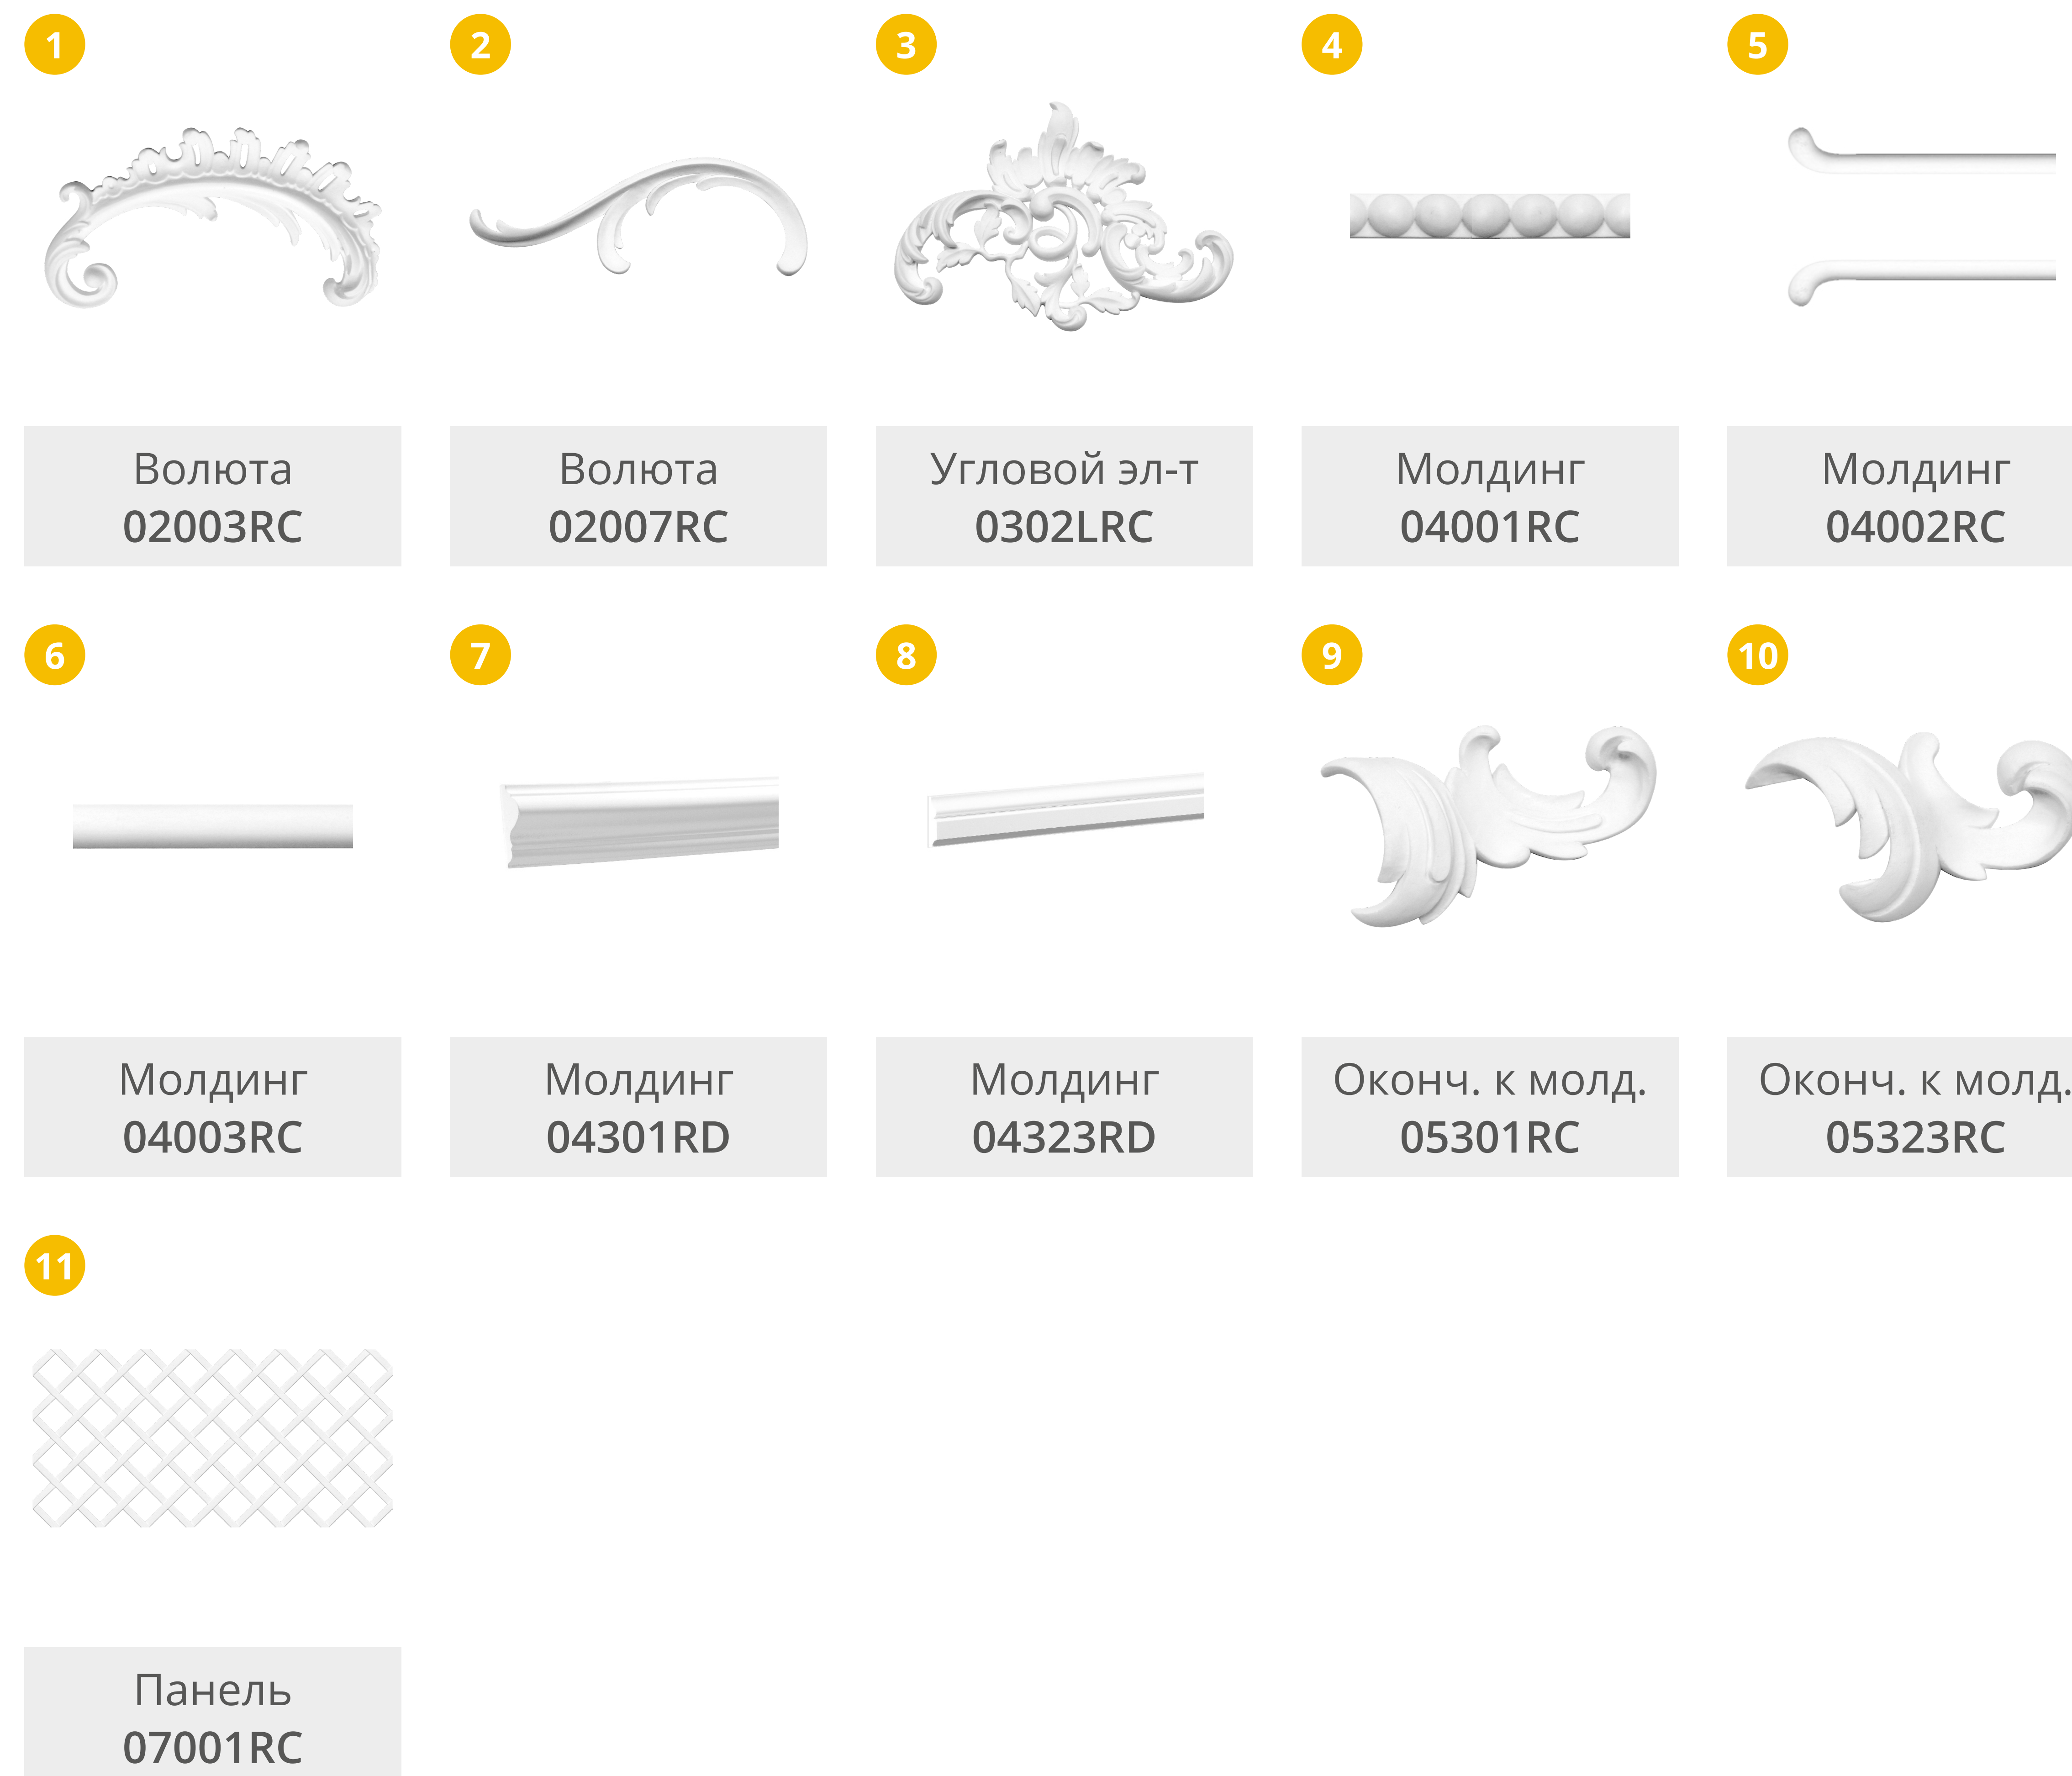 1
2
3
4
5
Волюта
02003RC
Волюта
02007RC
Угловой эл-т
0302LRC
Молдинг
04001RC
Молдинг
04002RC
6
7
8
9
10
Молдинг
04003RC
Молдинг
04301RD
Молдинг
04323RD
Оконч. к молд.
05301RC
Оконч. к молд.
05323RC
11
Панель
07001RC